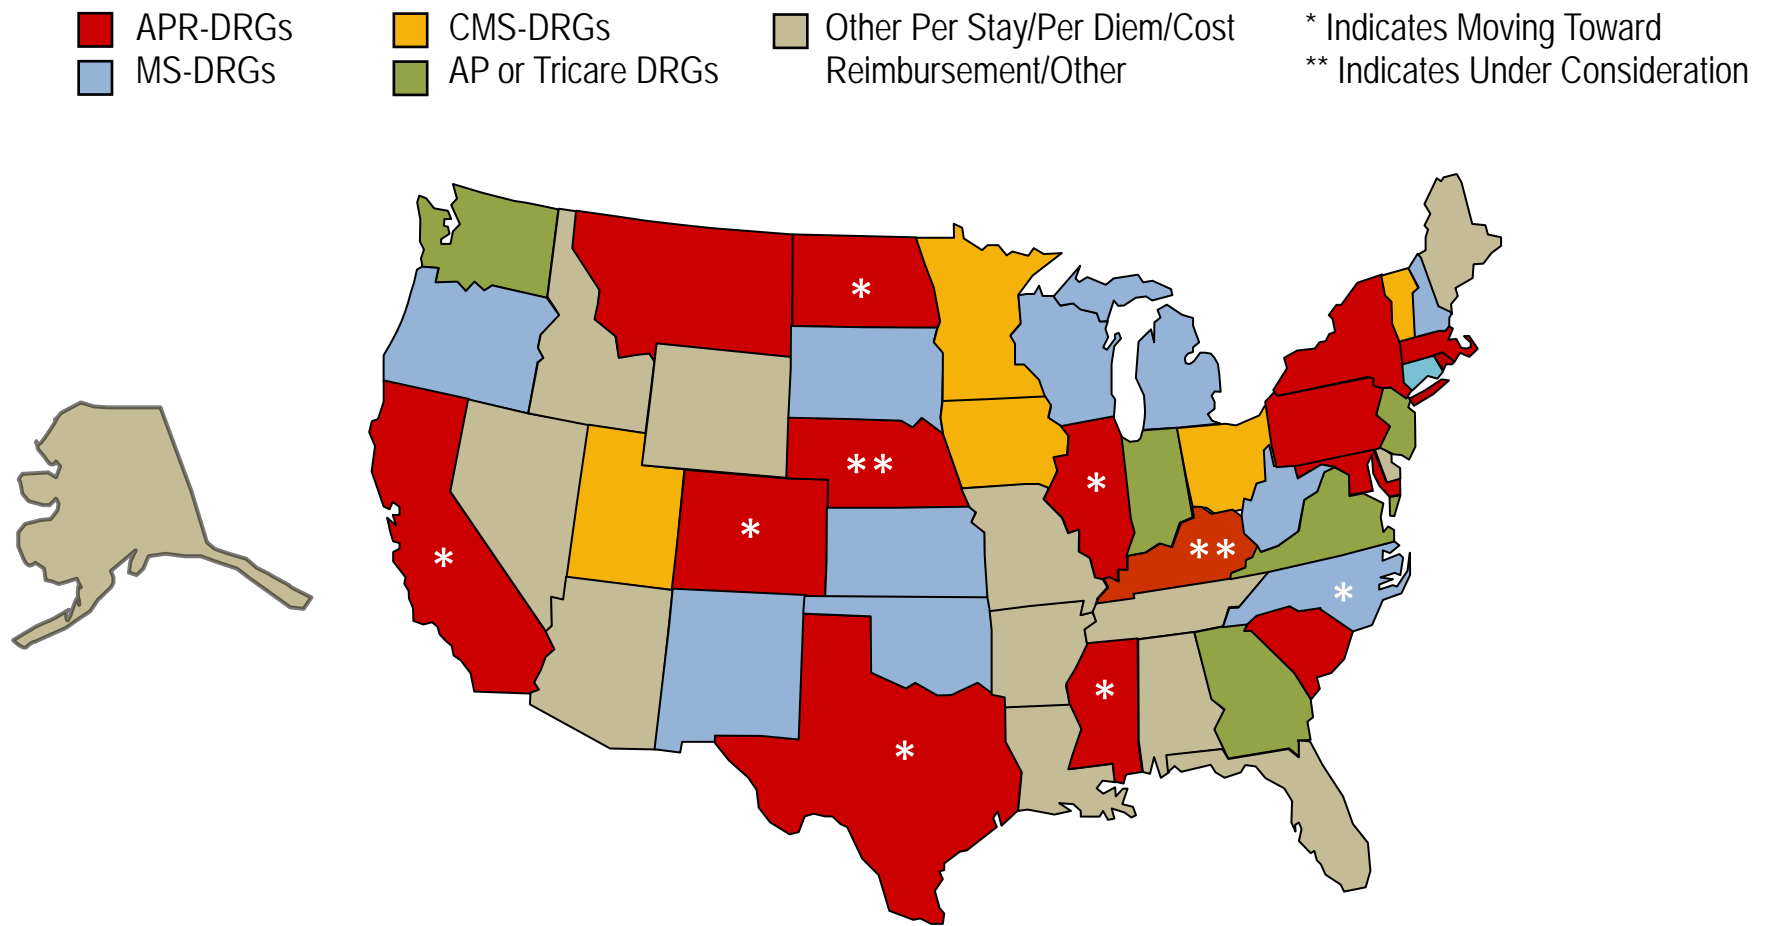 APR-DRGs
MS-DRGs
CMS-DRGs
AP or Tricare DRGs
Other Per Stay/Per Diem/Cost
Reimbursement/Other
* Indicates Moving Toward
** Indicates Under Consideration
*
**
*
*
*
**
*
*
*